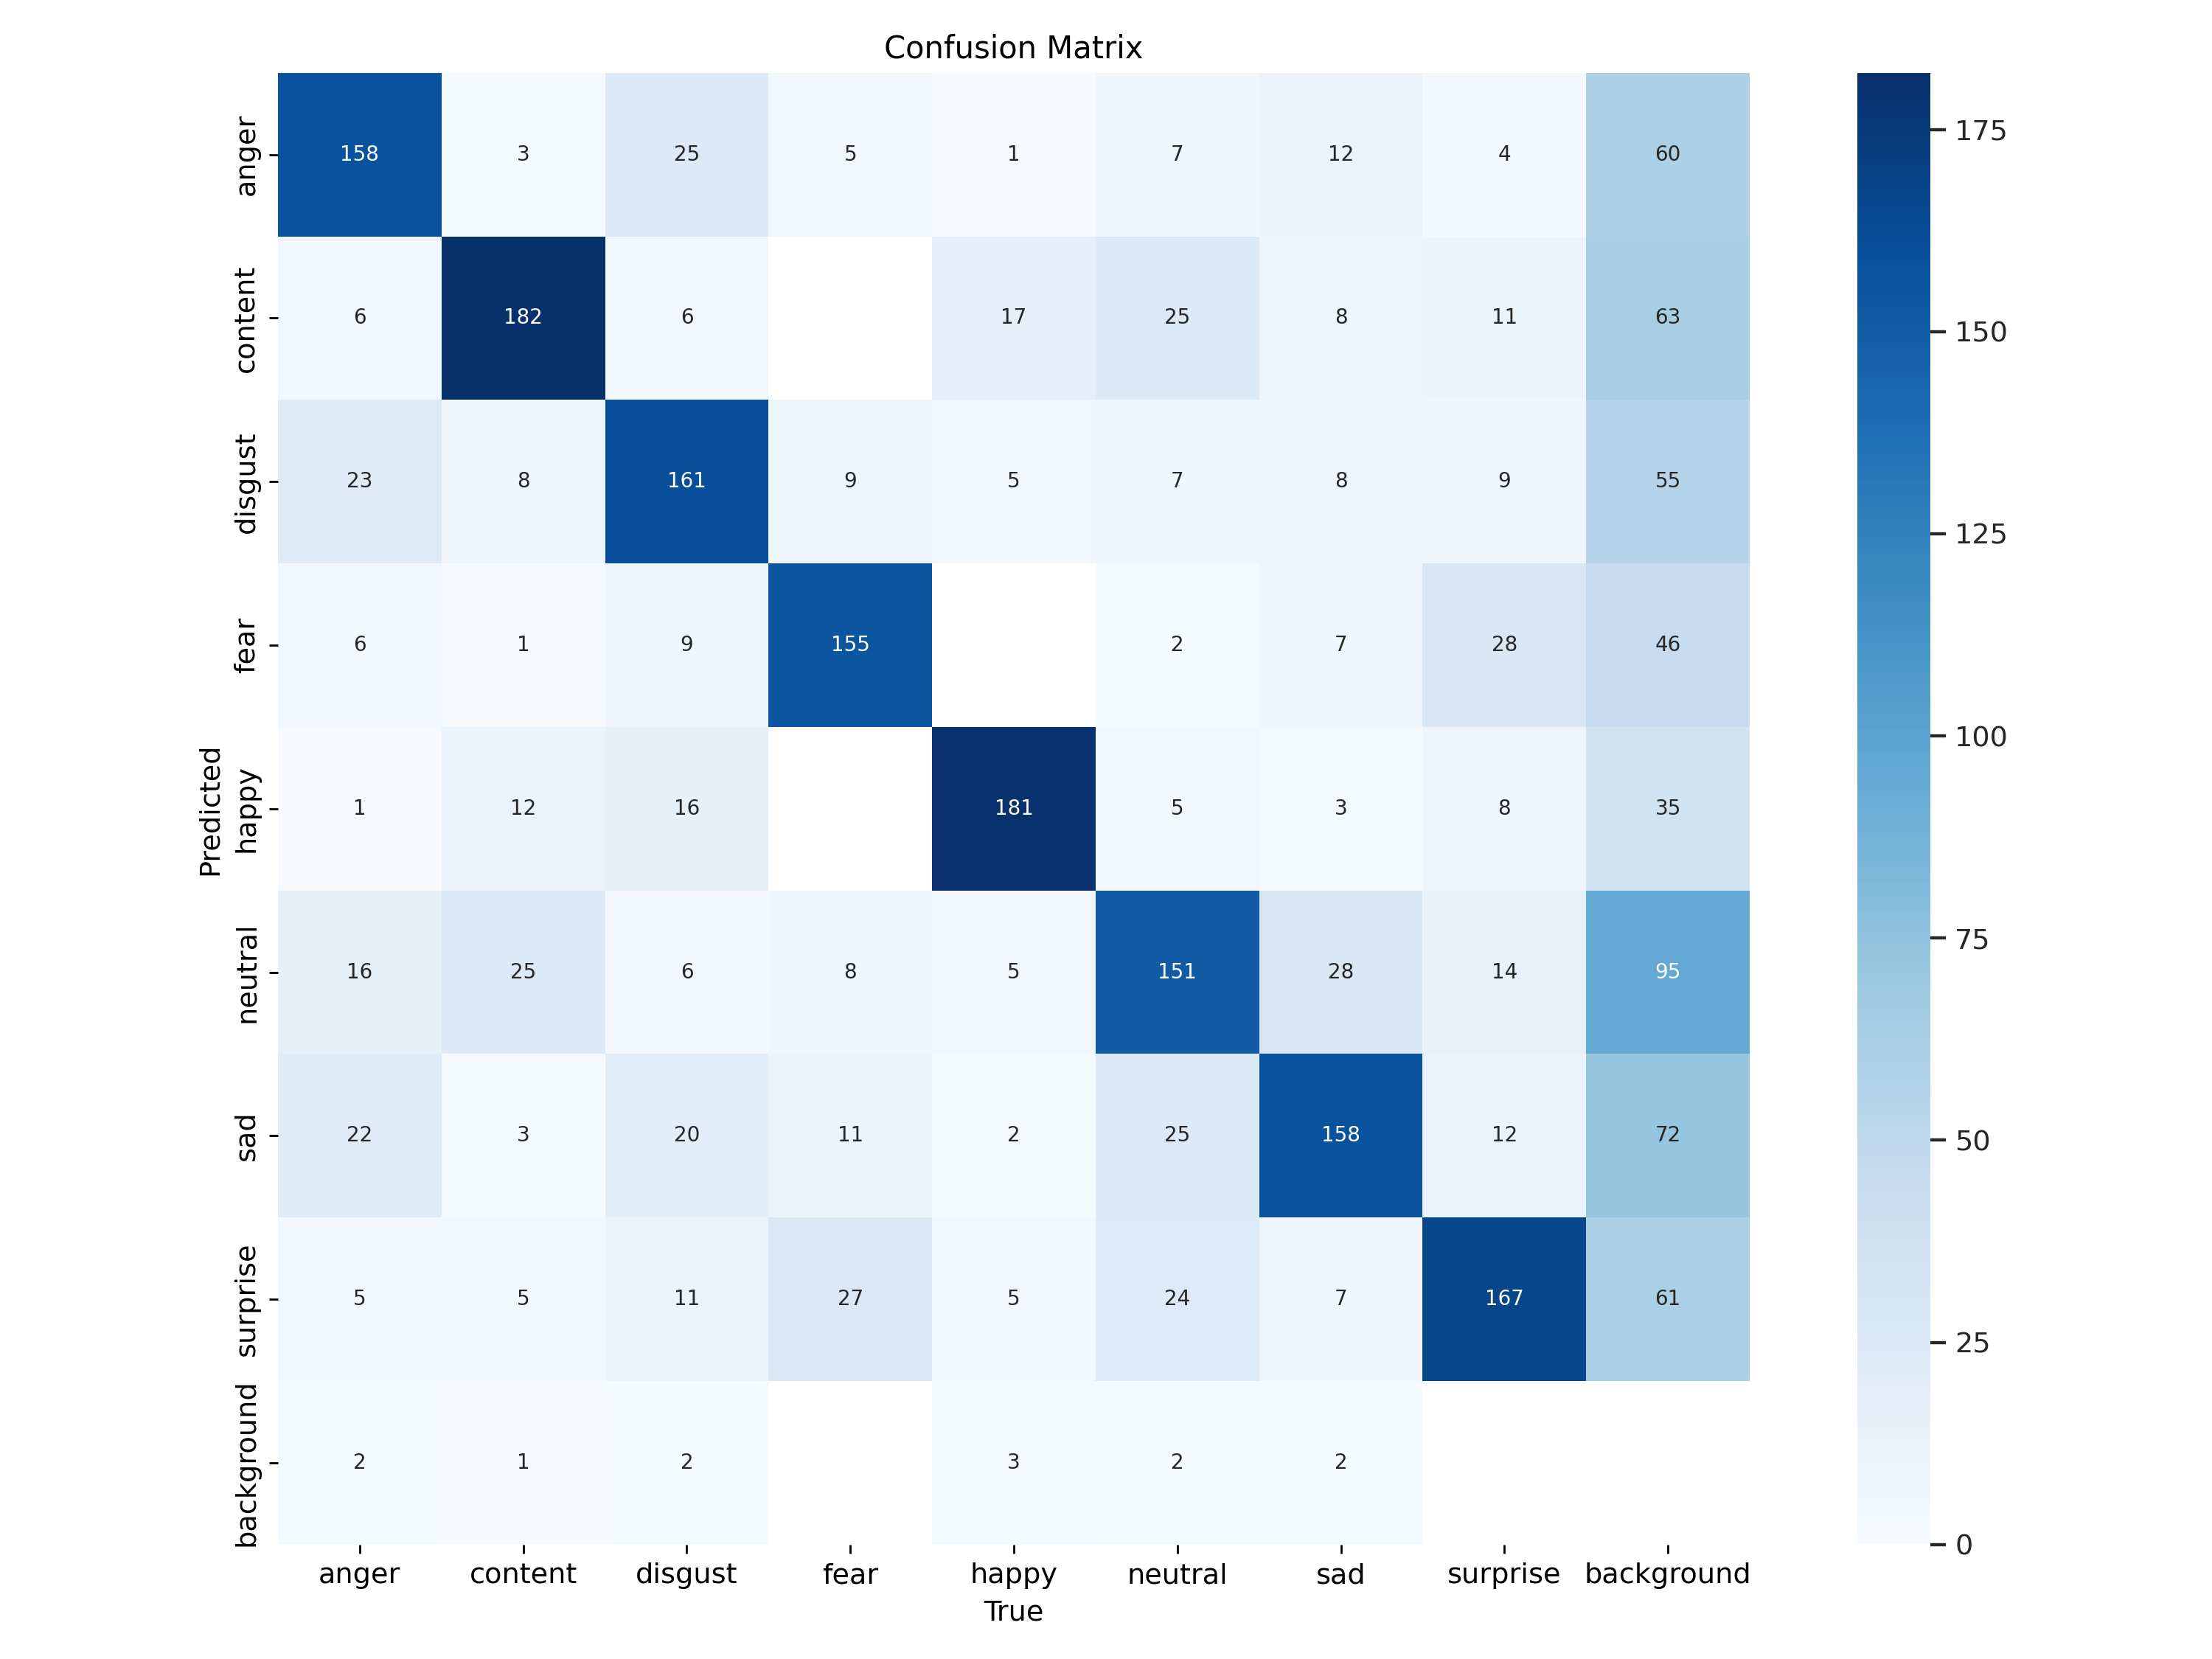 Confusion Matrix
anger 158 3 25 5 1 7 12 4 60
content 6 182 6 17 25 8 11 63
disgust 23 8 161 9 5 7 8 9 55
fear 6 1 9 155 2 7 28 46
happy 1 12 16 181 5 3 8 35
neutral 16 25 6 8 5 151 28 14 95
sad 22 3 20 11 2 25 158 12 72
surprise 5 5 11 27 5 24 7 167 61
background 2 1 2 3 2 2
Predicted
anger content disgust fear happy neutral sad surprise background
True
175
150
125
100
75
50
25
0